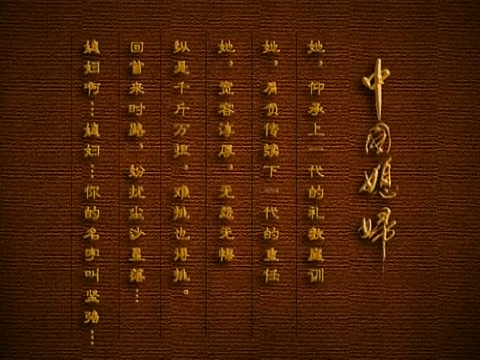 中国媳妇
她，仰承上一代的礼教庭训
她，肩负传续下一代的重任
她，宽容淳厚，无怨无悔
纵是千斤万担，难挑也得挑。
回首来时路，纷扰尘沙星落…
媳妇啊…媳妇…你的名字叫坚强…